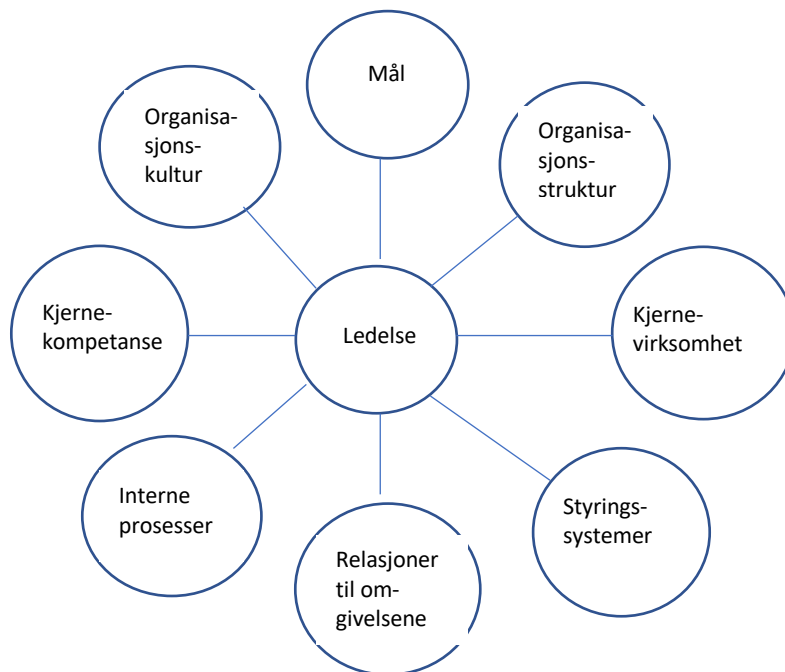 Mål
Organisa-
sjons-
kultur
Organisa-
sjons-
struktur
Kjerne-
kompetanse
Ledelse
Kjerne-
virksomhet
Interne
prosesser
Styrings-
systemer
Relasjoner
til om-
givelsene